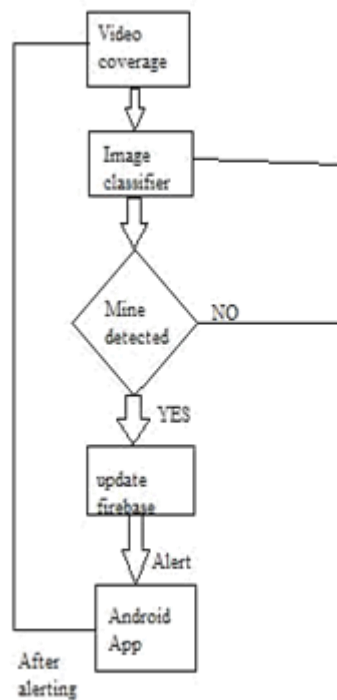 Video
coverage
Image
classifier
Mine
detected
NO
YES
update
firebase
Alert
Android
App
After
alerting